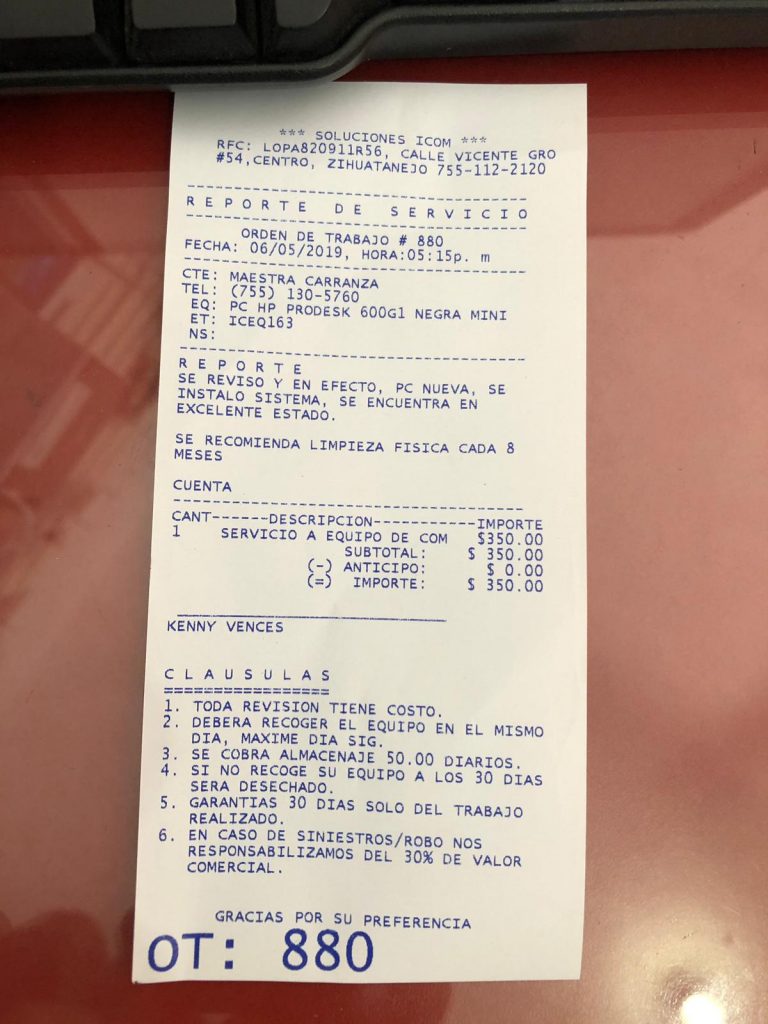 *** SOLUCIONES ICOM ***
RFC: LOPA820911R56, CALLE VICENTE GRO
#54,CENTRO, ZIHUATANEJO 755-112-2120
------------------------------------
R E P O R T E   D E   S E R V I C I O
------------------------------------
ORDEN DE TRABAJO # 880
FECHA: 06/05/2019, HORA:05:15p. m
------------------------------------
CTE: MAESTRA CARRANZA
TEL: (755) 130-5760
EQ: PC HP PRODESK 600G1 NEGRA MINI
ET: ICEQ163
NS:
------------------------------------
R E P O R T E
SE REVISO Y EN EFECTO, PC NUEVA, SE
INSTALO SISTEMA, SE ENCUENTRA EN
EXCELENTE ESTADO.
SE RECOMIENDA LIMPIEZA FISICA CADA 8
MESES
CUENTA
------------------------------------
CANT------DESCRIPCION-----------IMPORTE
1 SERVICIO A EQUIPO DE COM $350.00
SUBTOTAL: $ 350.00
(-) ANTICIPO: $ 0.00
(=) IMPORTE: $ 350.00
________________________________
KENNY VENCES
C L A U S U L A S
=================
1. TODA REVISION TIENE COSTO.
2. DEBERA RECOGER EL EQUIPO EN EL MISMO
DIA, MAXIME DIA SIG.
3. SE COBRA ALMACENAJE 50.00 DIARIOS.
4. SI NO RECOGE SU EQUIPO A LOS 30 DIAS
SERA DESECHADO.
5. GARANTIAS 30 DIAS SOLO DEL TRABAJO
REALIZADO.
6. EN CASO DE SINIESTROS/ROBO NOS
RESPONSABILIZAMOS DEL 30% DE VALOR
COMERCIAL.
GRACIAS POR SU PREFERENCIA
OT: 880